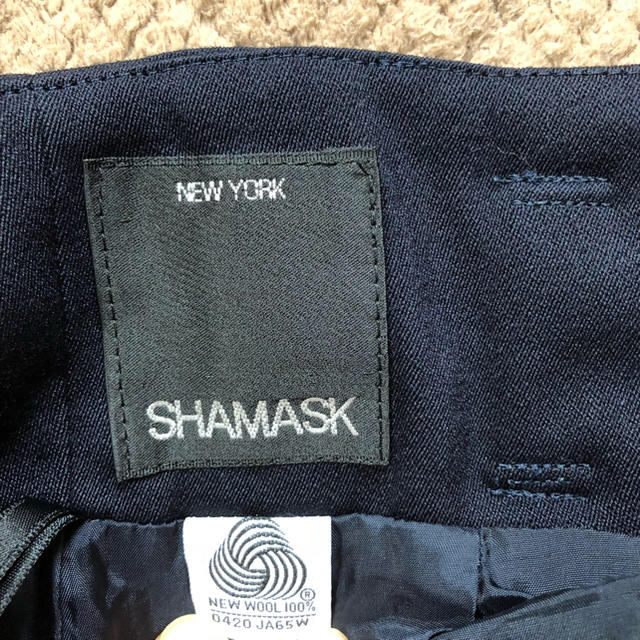 NEW YORK
SHAMASK
®
NEW WOOL 100%
0420 JA65W